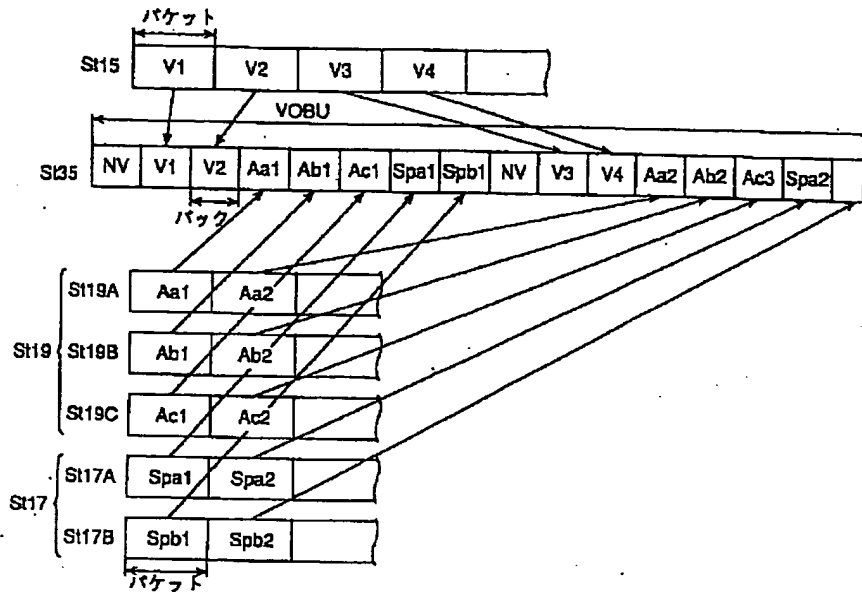 パケット
St15 V1 V2 V3 V4
VOBU
St35 NV V1 V2 Aa1 Ab1 Ac1 Spa1 Spb1 NV V3 V4 Aa2 Ab2 Ac3 Spa2
パック
St19A Aa1 Aa2
St19 St19B Ab1 Ab2
St19C Ac1 Ac2
St17A Spa1 Spa2
St17
St17B Spb1 Spb2
パケット